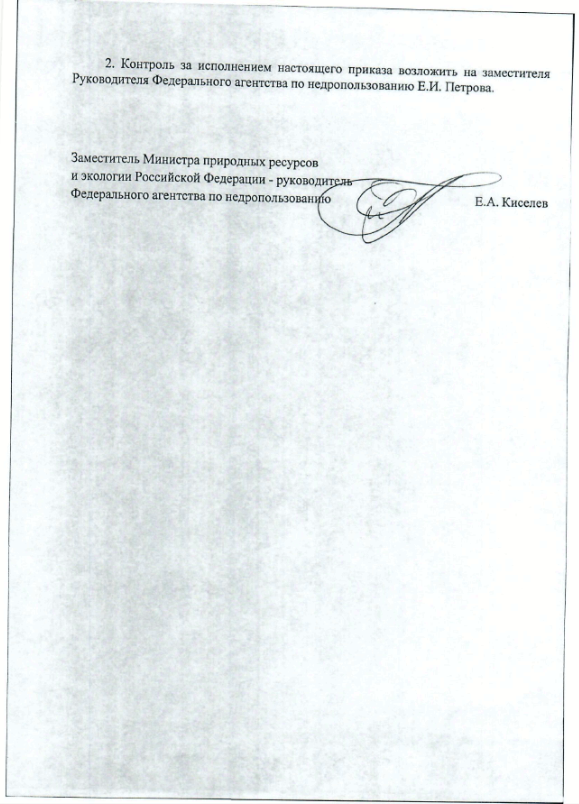 2. Контроль за исполнением настоящего приказа возложить на заместителя
Руководителя Федерального агентства по недропользованию Е.И. Петрова.
Заместитель Министра природных ресурсов
и экологии Российской Федерации - руководитель
Федерального агентства по недропользованию
Е.А. Киселев